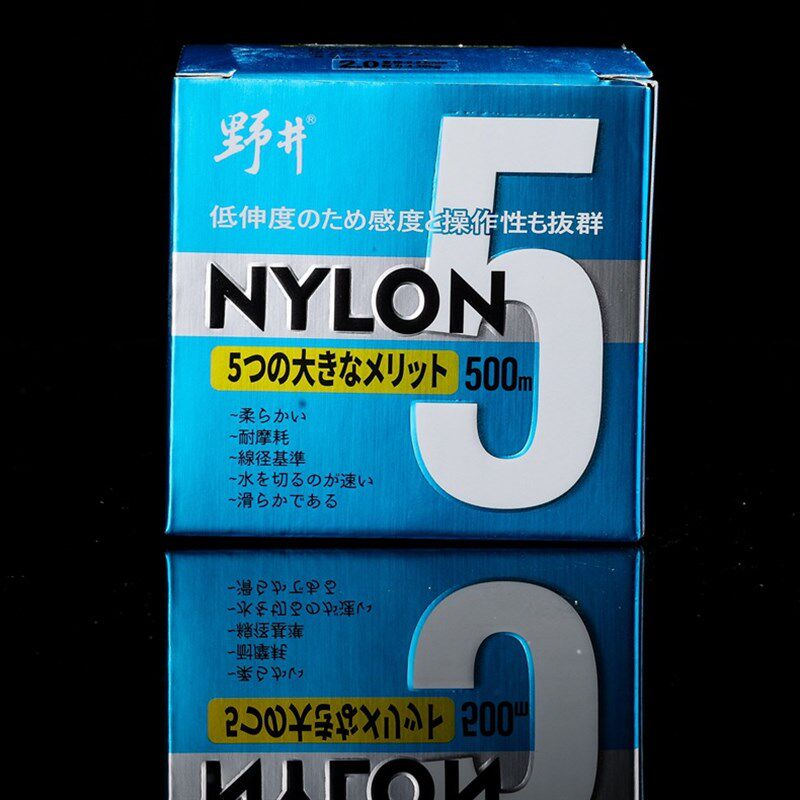 2.0
野井®
5
低伸度のため感度と操作性も抜群
NYLON
5つの大きなメリット 500m
~柔らかい
~耐摩耗
~線径基準
~水を切るのが速い
~滑らかである